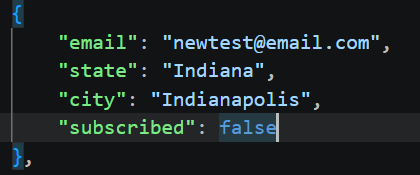 {
"email": "newtest@email.com",
"state": "Indiana",
"city": "Indianapolis",
"subscribed": false
},